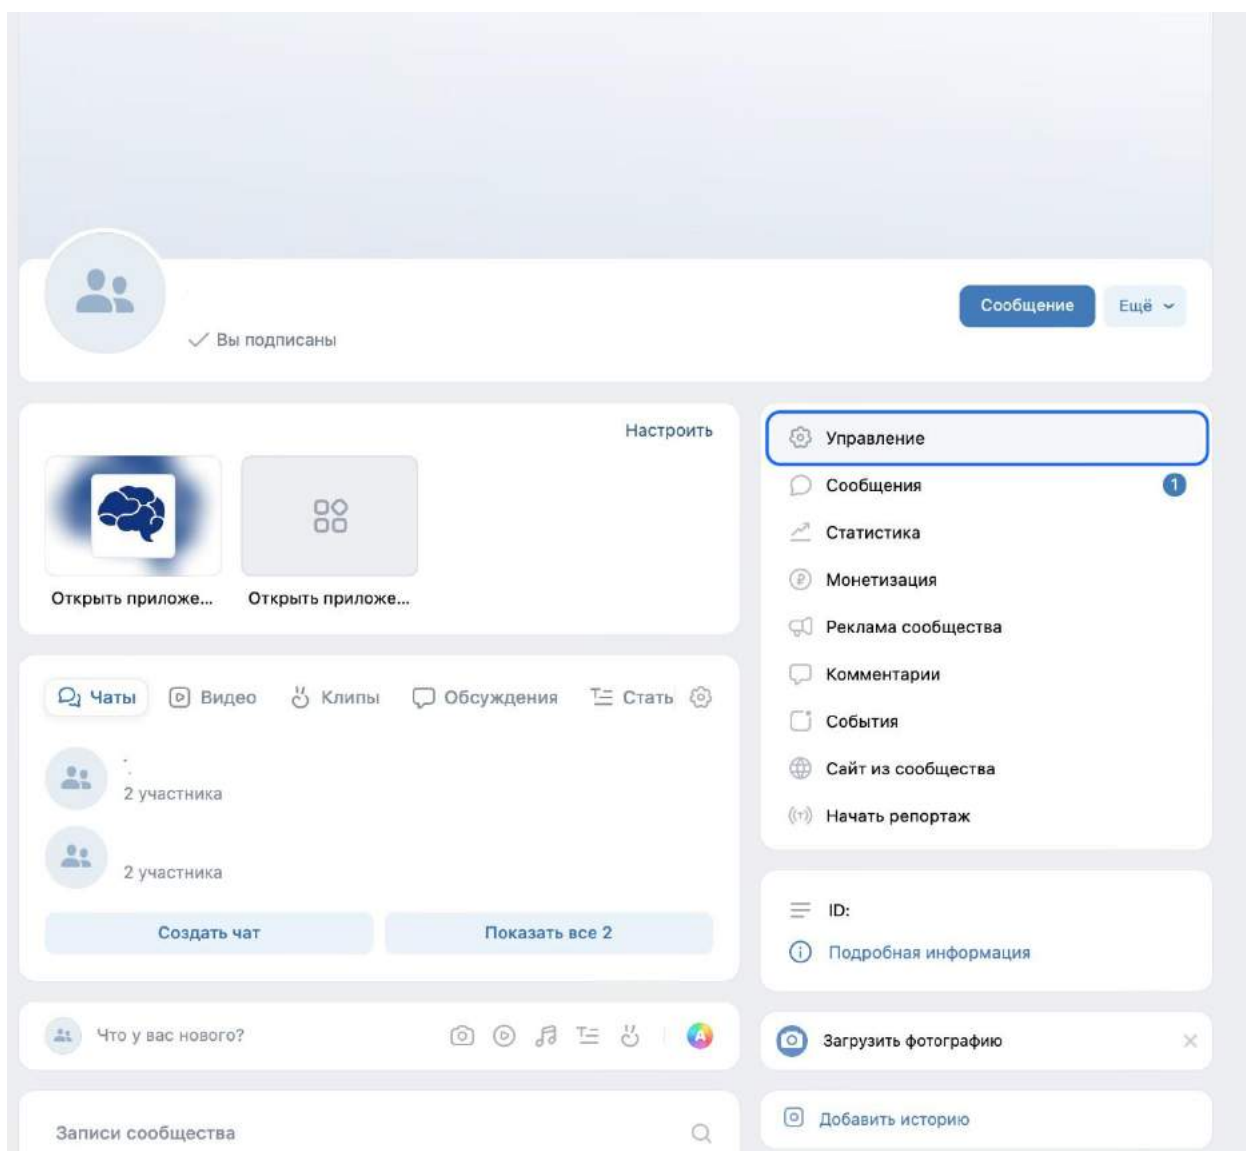 Сообщение
Ещё
Вы подписаны
Настроить
Открыть приложе...
Открыть приложе...
Чаты
Видео
Клипы
Обсуждения
Стать
2 участника
2 участника
Создать чат
Показать все 2
Что у вас нового?
Записи сообщества
Управление
Сообщения 1
Статистика
Монетизация
Реклама сообщества
Комментарии
События
Сайт из сообщества
Начать репортаж
ID:
Подробная информация
Загрузить фотографию
Добавить историю